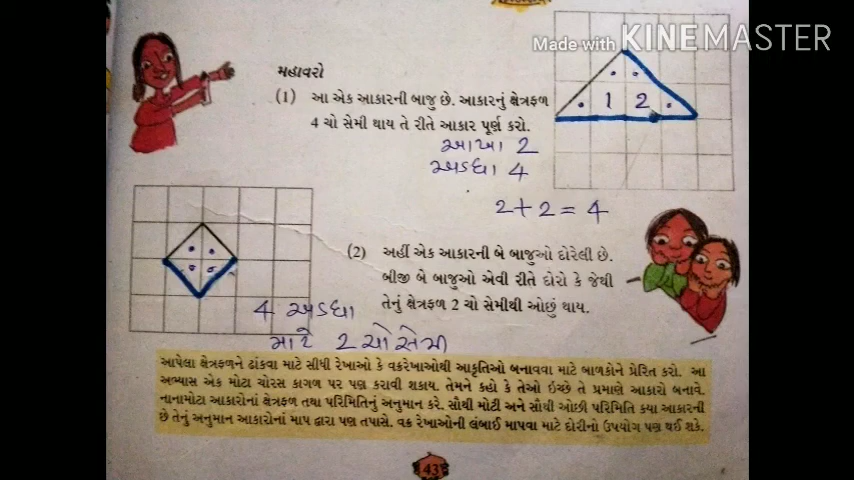 Made with KINEMASTER
મહાવરો
(1) આ એક આકારની બાજુ છે. આકારનું ક્ષેત્રફળ
4 ચો સેમી થાય તે રીતે આકાર પૂર્ણ કરો.
1 2
આખા 2
અડધા 4
2+2=4
(2) અહીં એક આકારની બે બાજુઓ દોરેલી છે.
બીજી બે બાજુઓ એવી રીતે દોરો કે જેથી
તેનું ક્ષેત્રફળ 2 ચો સેમીથી ઓછું થાય.
4 અડધા
માટે 2 ચોસેમી
આપેલા ક્ષેત્રફળને ઢાંકવા માટે સીધી રેખાઓ કે વક્રરેખાઓથી આકૃતિઓ બનાવવા માટે બાળકોને પ્રેરિત કરો. આ
અભ્યાસ એક મોટા ચોરસ કાગળ પર પણ કરાવી શકાય. તેમને કહો કે તેઓ ઇચ્છે તે પ્રમાણે આકારો બનાવે.
નાનામોટા આકારોનાં ક્ષેત્રફળ તથા પરિમિતિનું અનુમાન કરે. સૌથી મોટી અને સૌથી ઓછી પરિમિતિ કયા આકારની
છે તેનું અનુમાન આકારોનાં માપ દ્વારા પણ તપાસે. વક્ર રેખાઓની લંબાઈ માપવા માટે દોરીનો ઉપયોગ પણ થઈ શકે.
43